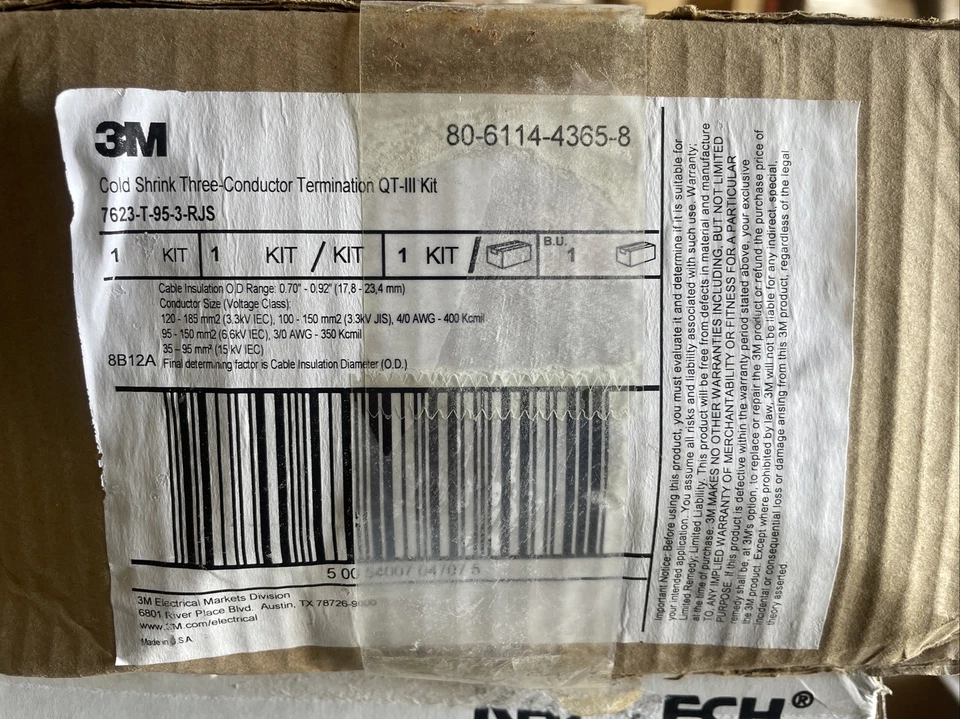 3M
80-6114-4365-8
Cold Shrink Three-Conductor Termination QT-III Kit
7623-T-95-3-RJS
1 KIT 1 KIT / KIT 1 KIT / B.U. 1
Cable Insulation O.D Range: 0.70" - 0.92" (17,8 - 23,4 mm)
Conductor Size (Voltage Class):
120 - 185 mm2 (3.3kV IEC), 100 - 150 mm2 (3.3kV JIS), 4/0 AWG - 400 Kcmil
95 - 150 mm2 (6.6kV IEC), 3/0 AWG - 350 Kcmil
35 - 95 mm² (15 kV IEC)
8B12A Final determining factor is Cable Insulation Diameter (O.D.)
5 00 54007 04707 5
3M Electrical Markets Division
6801 River Place Blvd. Austin, TX 78726-9000
www.3M.com/electrical
Made in U.S.A.
Important Notice: Before using this product, you must evaluate it and determine if it is suitable for
your intended application. You assume all risks and liability associated with such use. Warranty;
Limited Remedy; Limited Liability. This product will be free from defects in material and manufacture
at the time of purchase. 3M MAKES NO OTHER WARRANTIES INCLUDING, BUT NOT LIMITED
TO, ANY IMPLIED WARRANTY OF MERCHANTABILITY OR FITNESS FOR A PARTICULAR
PURPOSE. If this product is defective within the warranty period stated above, your exclusive
remedy shall be, at 3M's option, to replace or repair the 3M product or refund the purchase price of
the 3M product. Except where prohibited by law, 3M will not be liable for any indirect, special,
incidental or consequential loss or damage arising from this 3M product, regardless of the legal
theory asserted.